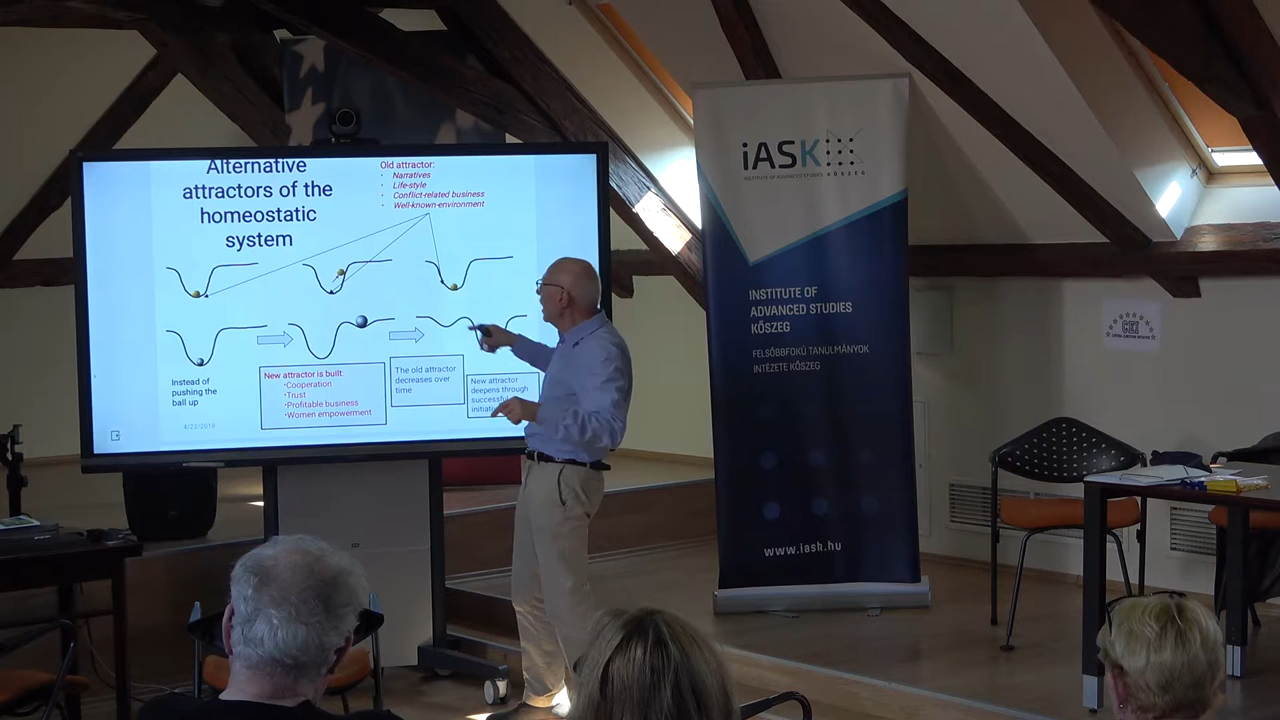 Alternative
attractors of the
homeostatic
system
Old attractor:
• Narratives
• Life-style
• Conflict-related business
• Well-known-environment
Instead of
pushing the
ball up
New attractor is built:
•Cooperation
•Trust
•Profitable business
•Women empowerment
The old attractor
decreases over
time
New attractor
deepens through
successful
4/23/2018
iASK
INSTITUTE OF ADVANCED STUDIES KŐSZEG
INSTITUTE OF
ADVANCED STUDIES
KŐSZEG
FELSŐBBFOKÚ TANULMÁNYOK
INTÉZETE KŐSZEG
www.iask.hu
CEI